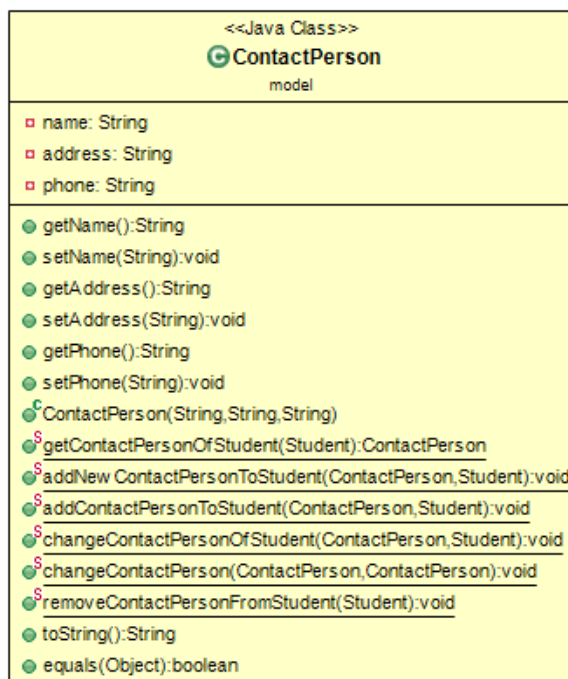 <<Java Class>>
C ContactPerson
model
name: String
address: String
phone: String
getName():String
setName(String):void
getAddress():String
setAddress(String):void
getPhone():String
setPhone(String):void
C ContactPerson(String,String,String)
S getContactPersonOfStudent(Student):ContactPerson
S addNewContactPersonToStudent(ContactPerson,Student):void
S addContactPersonToStudent(ContactPerson,Student):void
S changeContactPersonOfStudent(ContactPerson,Student):void
S changeContactPerson(ContactPerson,ContactPerson):void
S removeContactPersonFromStudent(Student):void
toString():String
equals(Object):boolean